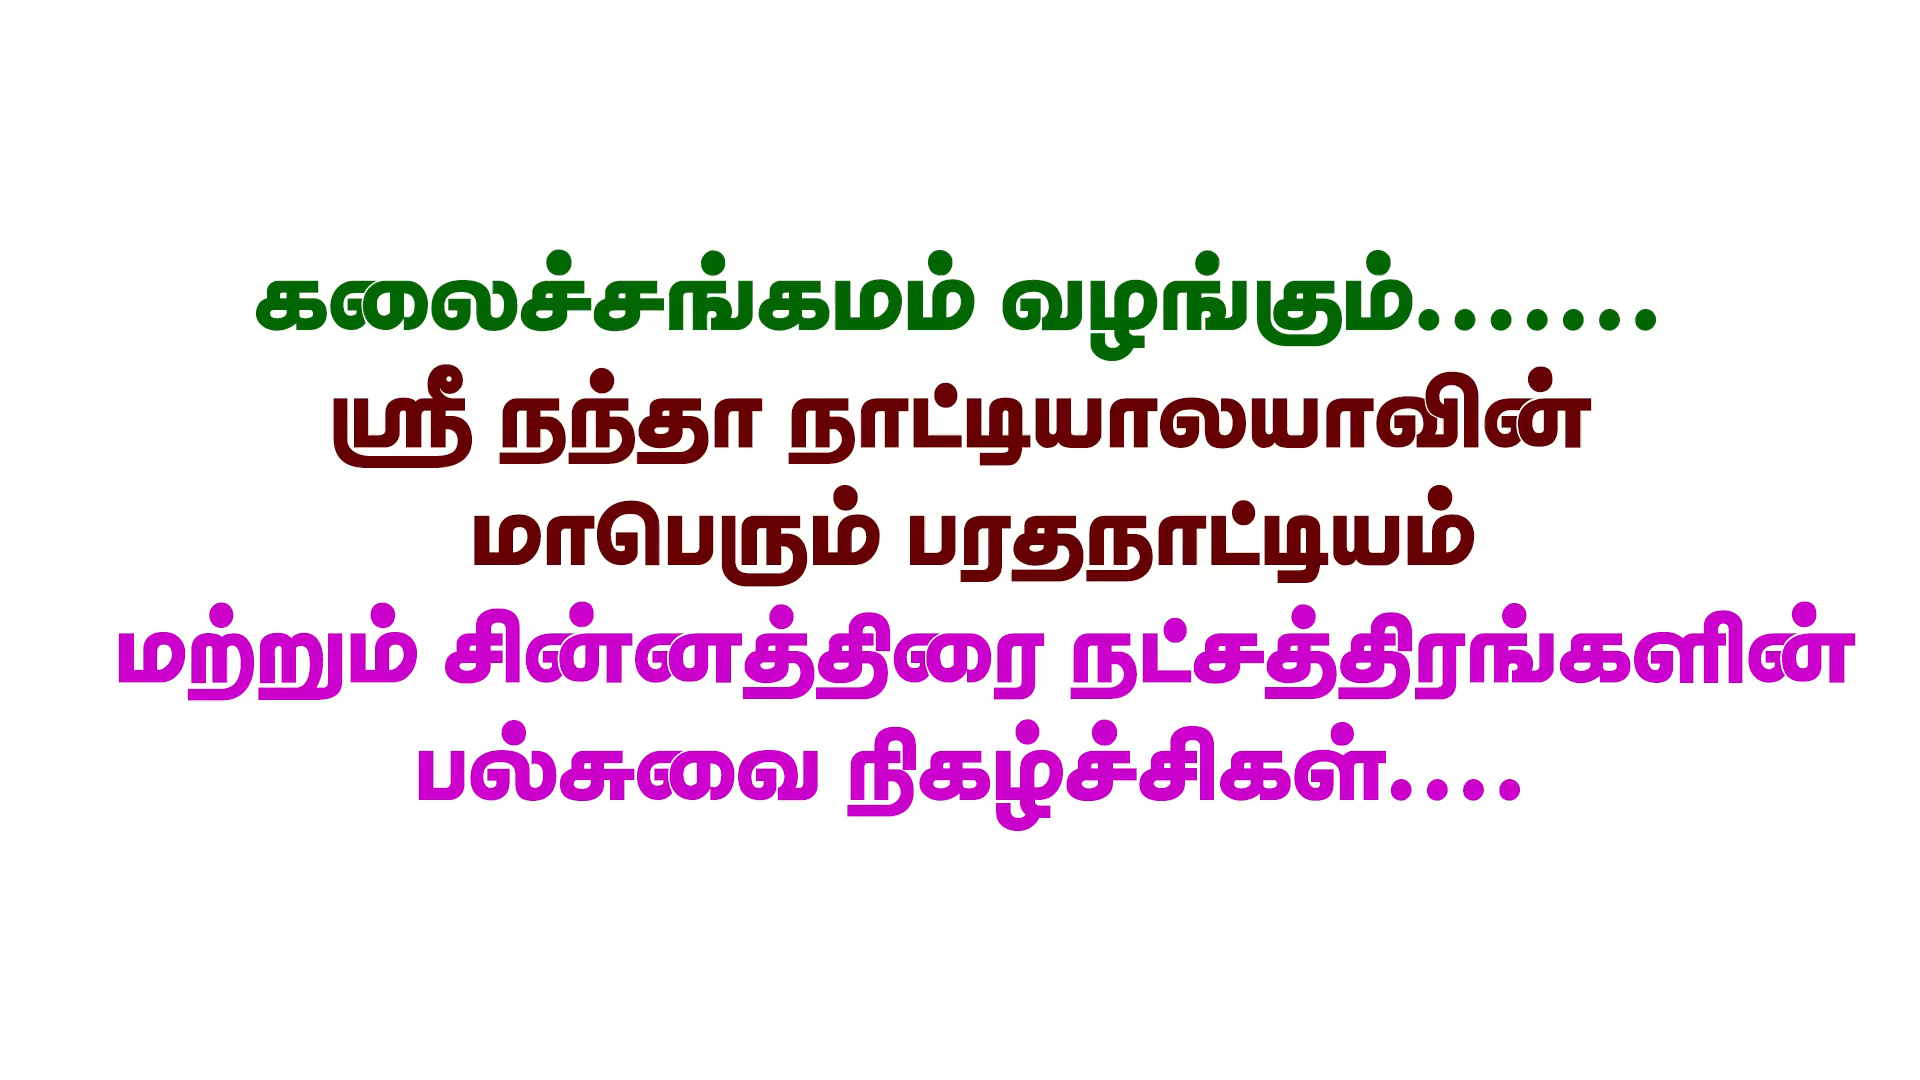 கலைச்சங்கமம் வழங்கும்.......
ஸ்ரீ நந்தா நாட்டியாலயாவின்
மாபெரும் பரதநாட்டியம்
மற்றும் சின்னத்திரை நட்சத்திரங்களின்
பல்சுவை நிகழ்ச்சிகள்....